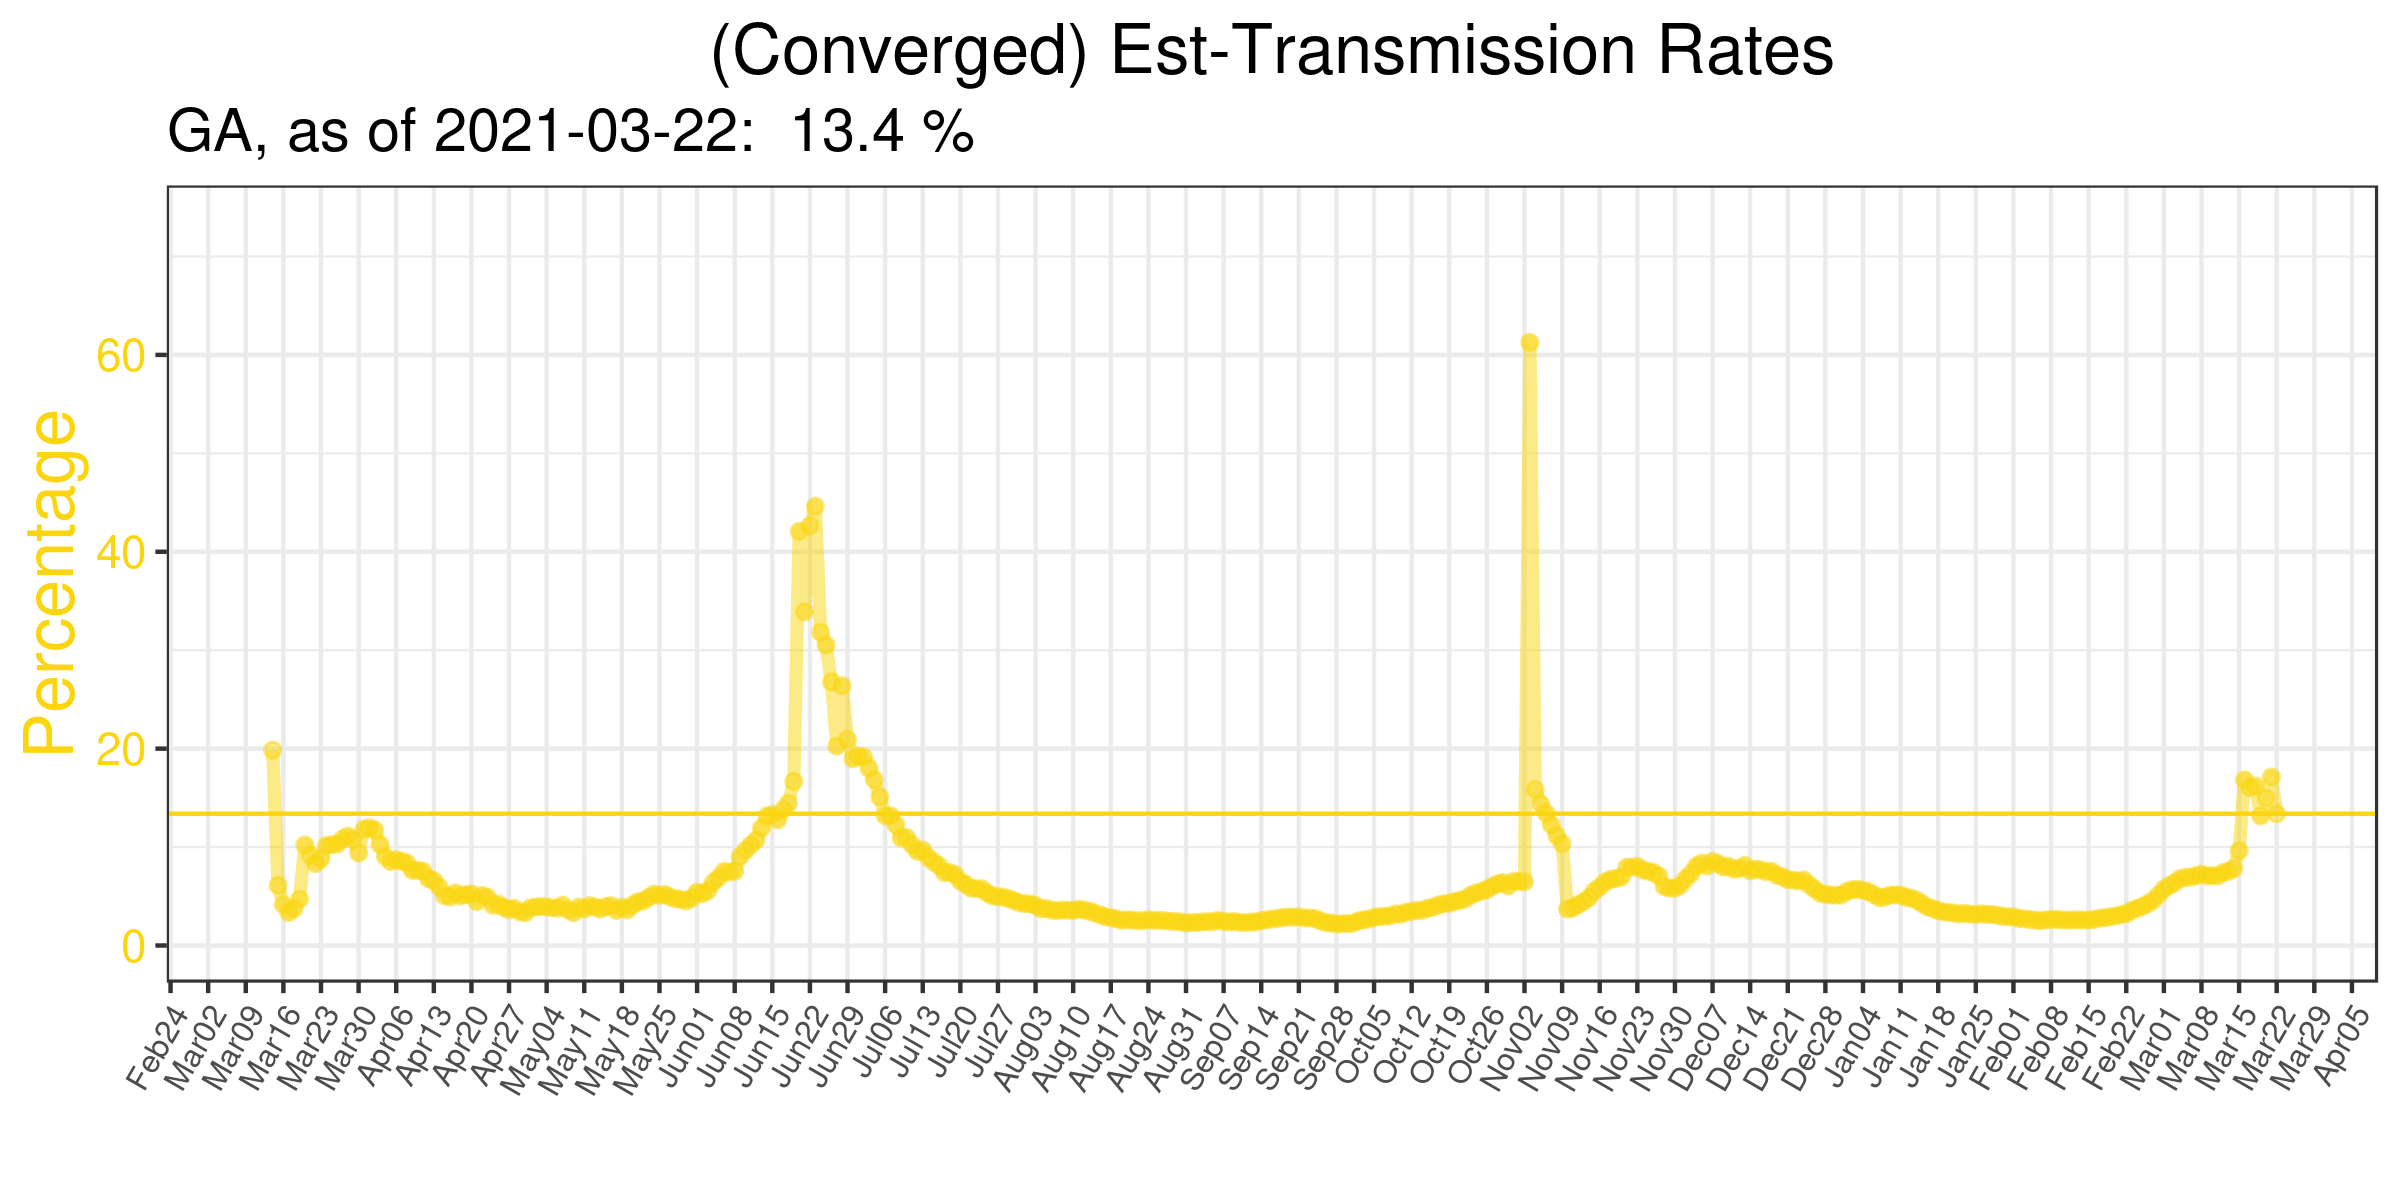 (Converged) Est-Transmission Rates
GA, as of 2021-03-22:  13.4 %
Percentage
60
40
20
0
Feb24 Mar02 Mar09 Mar16 Mar23 Mar30 Apr06 Apr13 Apr20 Apr27 May04 May11 May18 May25 Jun01 Jun08 Jun15 Jun22 Jun29 Jul06 Jul13 Jul20 Jul27 Aug03 Aug10 Aug17 Aug24 Aug31 Sep07 Sep14 Sep21 Sep28 Oct05 Oct12 Oct19 Oct26 Nov02 Nov09 Nov16 Nov23 Nov30 Dec07 Dec14 Dec21 Dec28 Jan04 Jan11 Jan18 Jan25 Feb01 Feb08 Feb15 Feb22 Mar01 Mar08 Mar15 Mar22 Mar29 Apr05